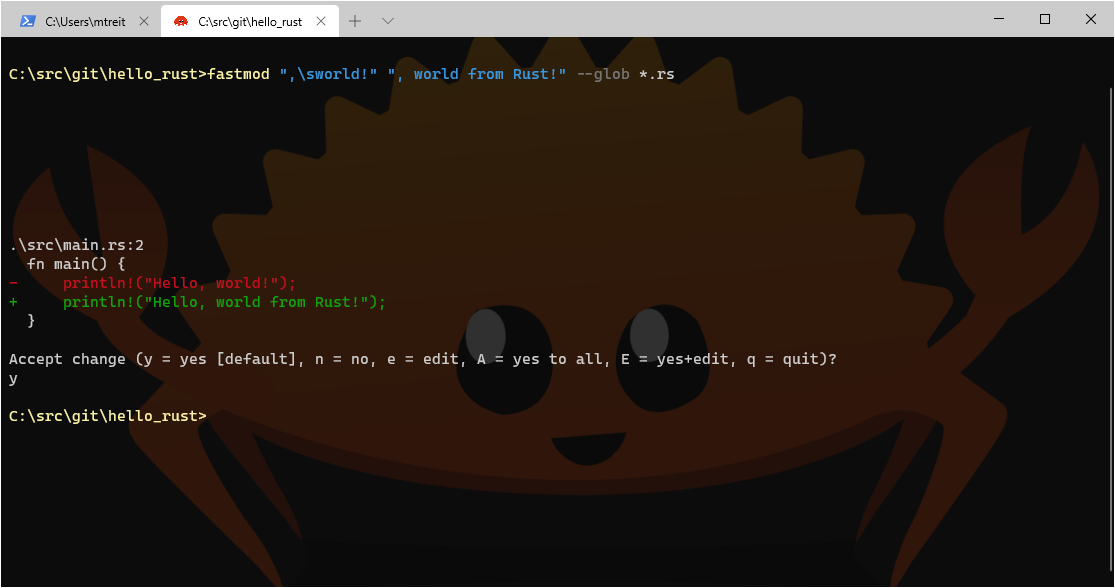 C:\Users\mtreit
C:\src\git\hello_rust
C:\src\git\hello_rust>fastmod ",\sworld!" ", world from Rust!" --glob *.rs
.\src\main.rs:2
  fn main() {
-     println!("Hello, world!");
+     println!("Hello, world from Rust!");
  }
Accept change (y = yes [default], n = no, e = edit, A = yes to all, E = yes+edit, q = quit)?
y
C:\src\git\hello_rust>